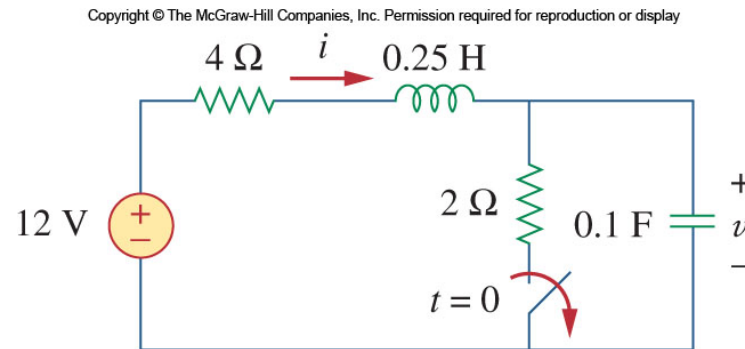 Copyright © The McGraw-Hill Companies, Inc. Permission required for reproduction or display
4 Ω
i
0.25 H
12 V
+
−
2 Ω
0.1 F
+
v
−
t = 0